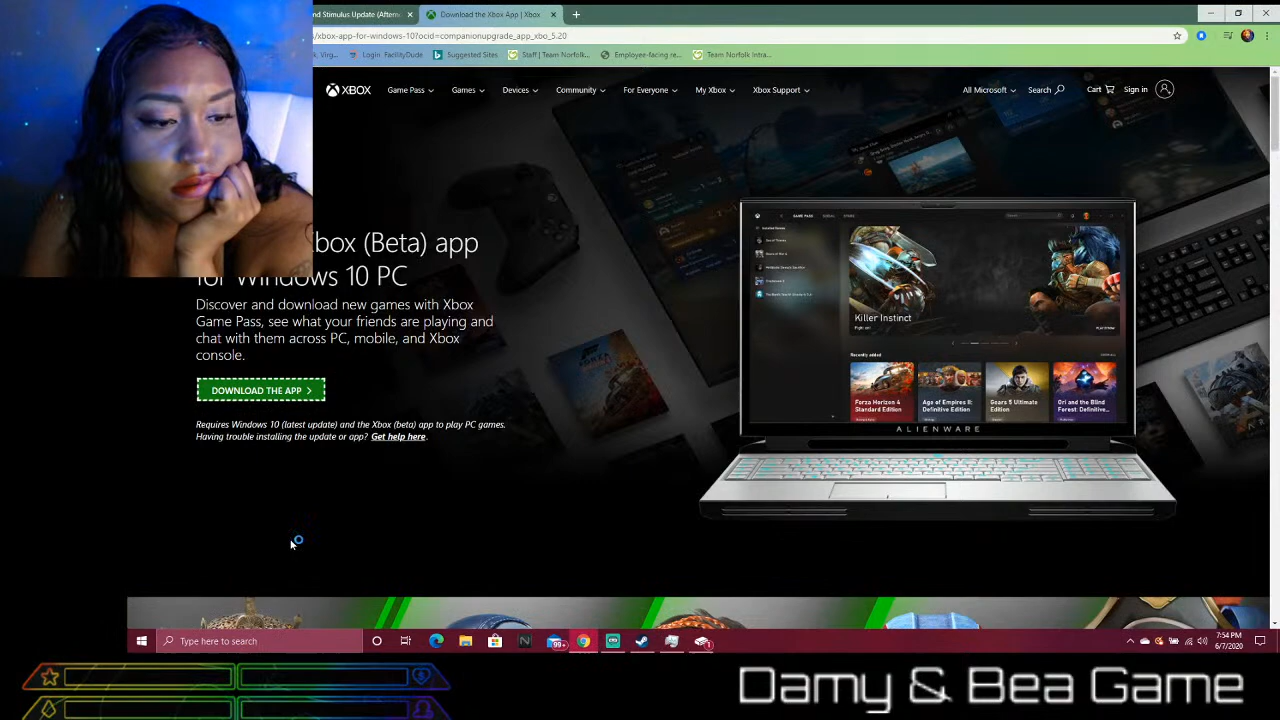 nd Stimulus Update (Aftern
Download the Xbox App | Xbox
/xbox-app-for-windows-10?ocid=companionupgrade_app_xbo_5.20
k, Virg...
Login FacilityDude
Suggested Sites
Staff | Team Norfolk...
Employee-facing re...
Team Norfolk Intra...
XBOX
Game Pass
Games
Devices
Community
For Everyone
My Xbox
Xbox Support
All Microsoft
Search
Cart
Sign in
box (Beta) app
for Windows 10 PC
Discover and download new games with Xbox
Game Pass, see what your friends are playing and
chat with them across PC, mobile, and Xbox
console.
DOWNLOAD THE APP
Requires Windows 10 (latest update) and the Xbox (beta) app to play PC games.
Having trouble installing the update or app? Get help here.
GAME PASS
Killer Instinct
Recently added
Forza Horizon 4
Standard Edition
Age of Empires II:
Definitive Edition
Gears 5 Ultimate
Edition
Ori and the Blind
Forest: Definitive...
ALIENWARE
Type here to search
99+
1
7:54 PM
6/7/2020
Damy & Bea Game